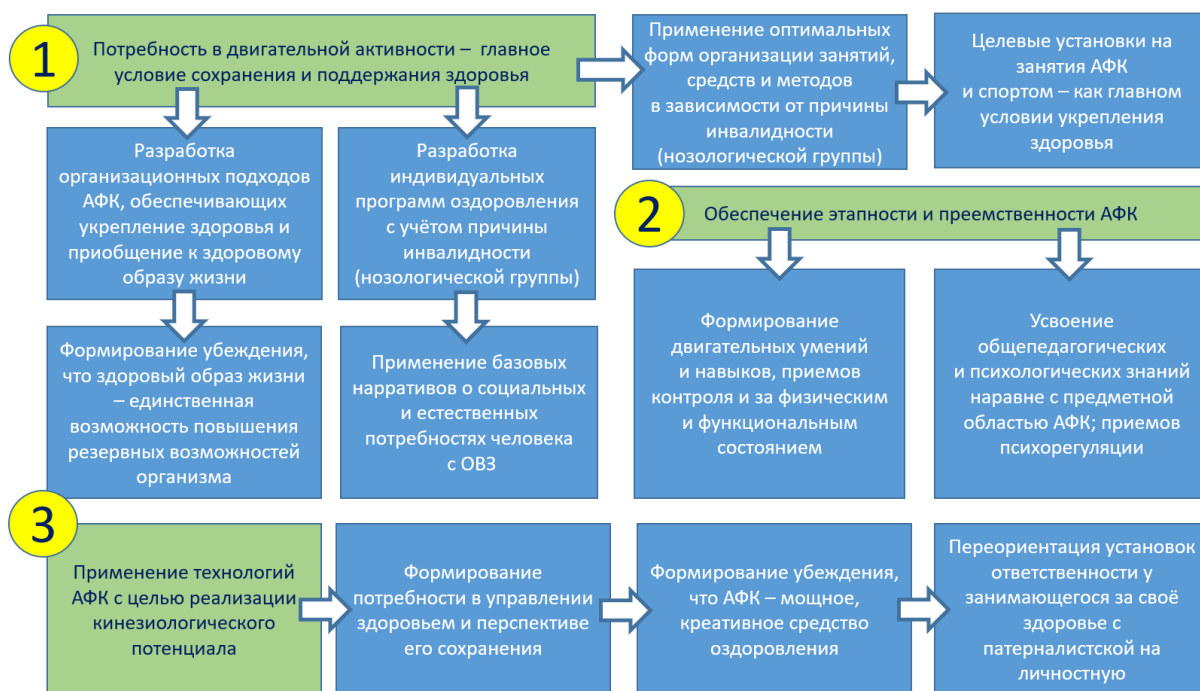 1
Потребность в двигательной активности – главное
условие сохранения и поддержания здоровья
Применение оптимальных
форм организации занятий,
средств и методов
в зависимости от причины
инвалидности
(нозологической группы)
Целевые установки на
занятия АФК
и спортом – как главном
условии укрепления
здоровья
Разработка
организационных подходов
АФК, обеспечивающих
укрепление здоровья и
приобщение к здоровому
образу жизни
Разработка
индивидуальных
программ оздоровления
с учётом причины
инвалидности
(нозологической группы)
Формирование убеждения,
что здоровый образ жизни
– единственная
возможность повышения
резервных возможностей
организма
Применение базовых
нарративов о социальных
и естественных
потребностях человека
с ОВЗ
2
Обеспечение этапности и преемственности АФК
Формирование
двигательных умений
и навыков, приемов
контроля и за физическим
и функциональным
состоянием
Усвоение
общепедагогических
и психологических знаний
наравне с предметной
областью АФК; приемов
психорегуляции
3
Применение технологий
АФК с целью реализации
кинезиологического
потенциала
Формирование
потребности в управлении
здоровьем и перспективе
его сохранения
Формирование убеждения,
что АФК – мощное,
креативное средство
оздоровления
Переориентация установок
ответственности у
занимающегося за своё
здоровье с
патерналистской на
личностную